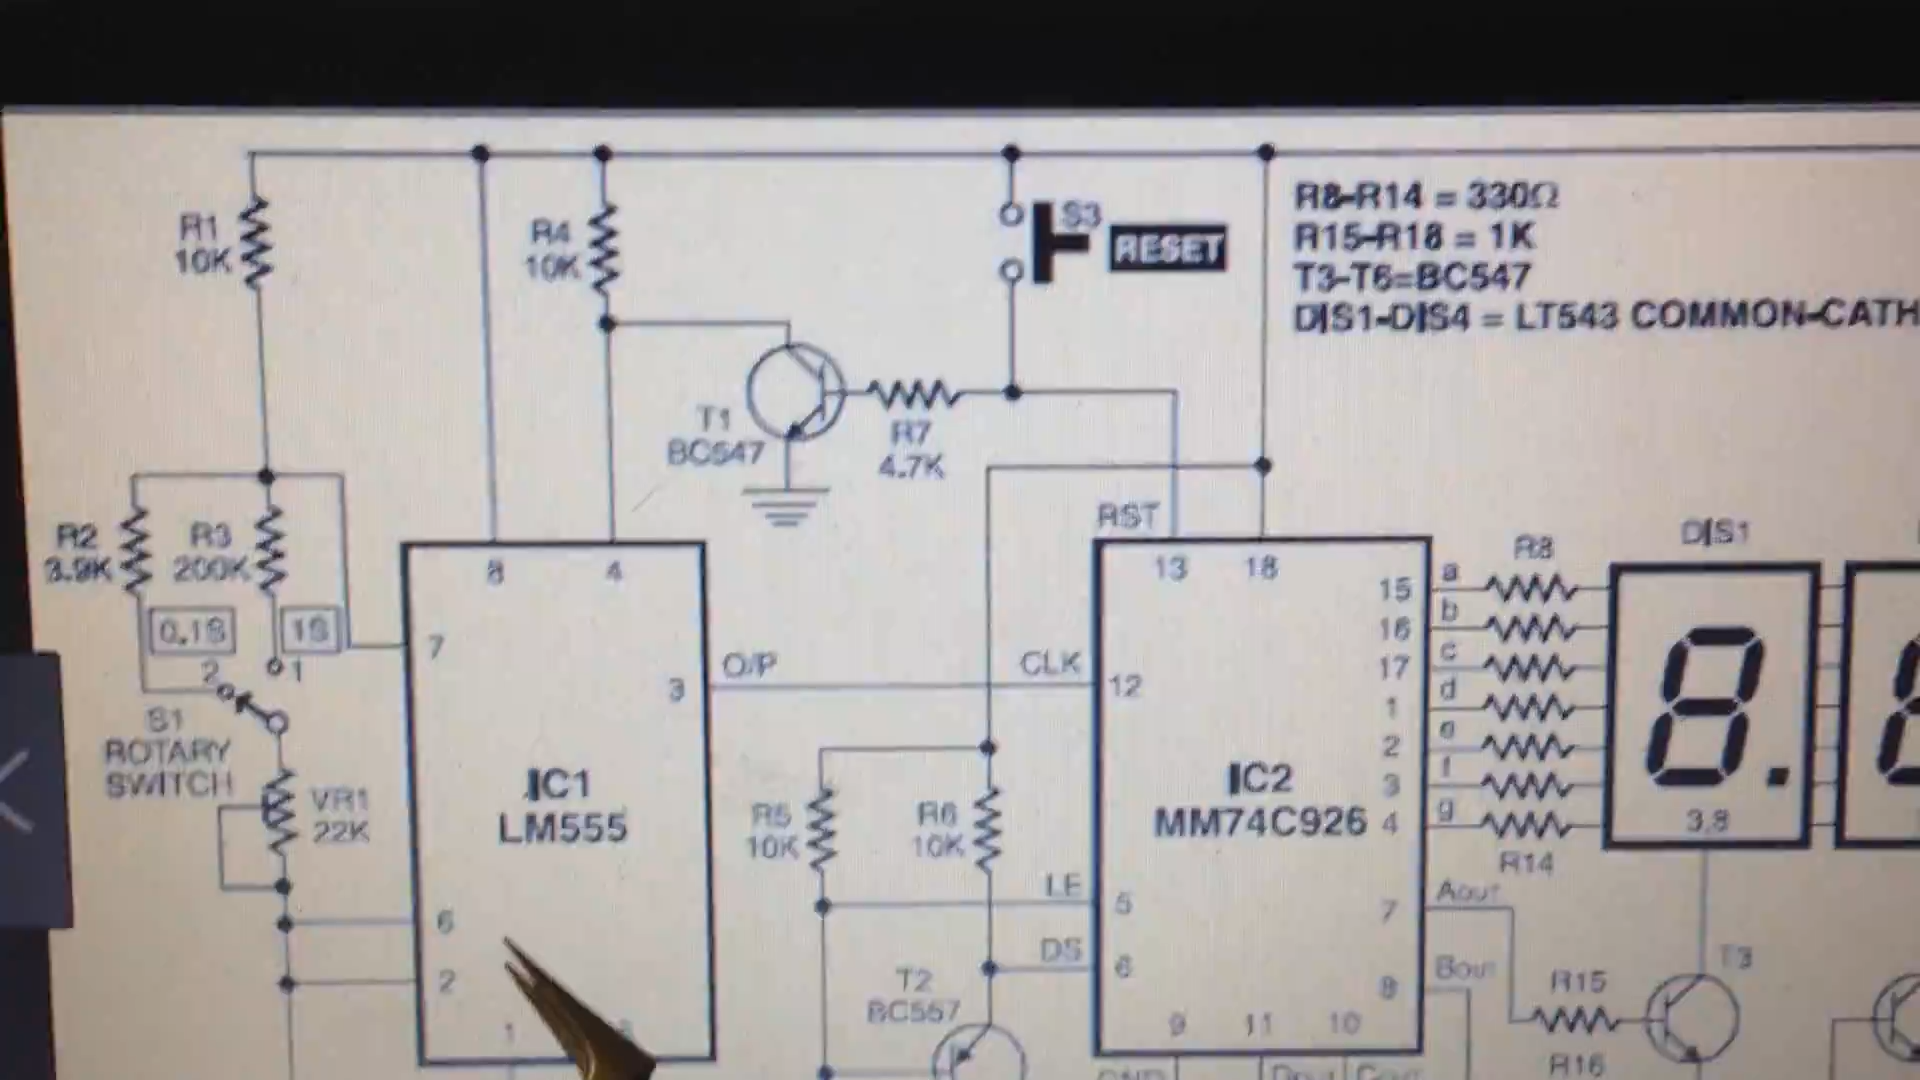 R1
10K
R4
10K
S3
RESET
R8-R14 = 330Ω
R15-R18 = 1K
T3-T6=BC547
DIS1-DIS4 = LT543 COMMON-CATH
T1
BC547
R7
4.7K
R2
3.9K
R3
200K
0.1S
1S
2
1
S1
ROTARY
SWITCH
VR1
22K
8
4
7
3
6
2
1
IC1
LM555
O/P
CLK
RST
13
18
12
5
6
9
11
10
IC2
MM74C926
15
16
17
1
2
3
4
7
8
a
b
c
d
e
f
g
R8
R14
DIS1
8.
3,8
R5
10K
R6
10K
LE
DS
T2
BC557
Aout
Bout
R15
R16
T3